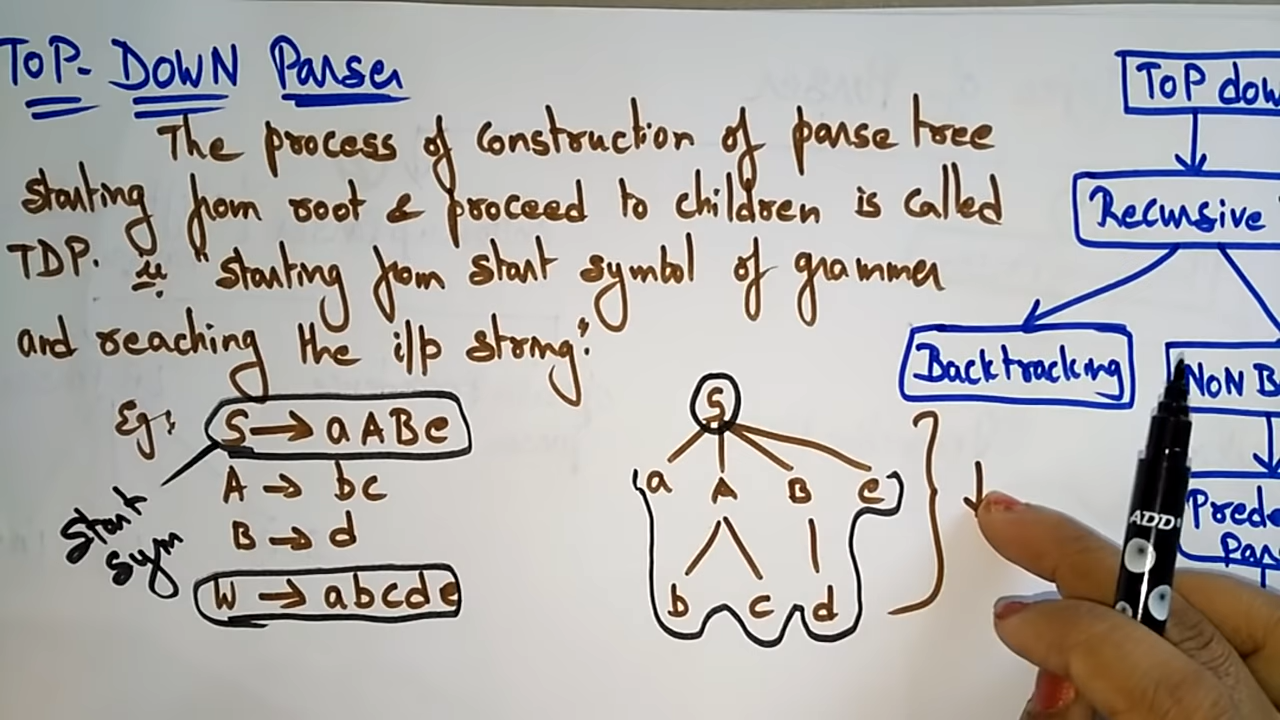 TOP-DOWN Parser
The process of construction of parse tree
starting from root & proceed to children is called
TDP. ie "starting from start symbol of grammer
and reaching the i/p string."
Eg: S → aABe
A → bc
B → d
W → abcde
Start
sym
S
a A B e
b c d
↓
TOP dow
Recursive
Backtracking
NON B
Prede
Par
ADD